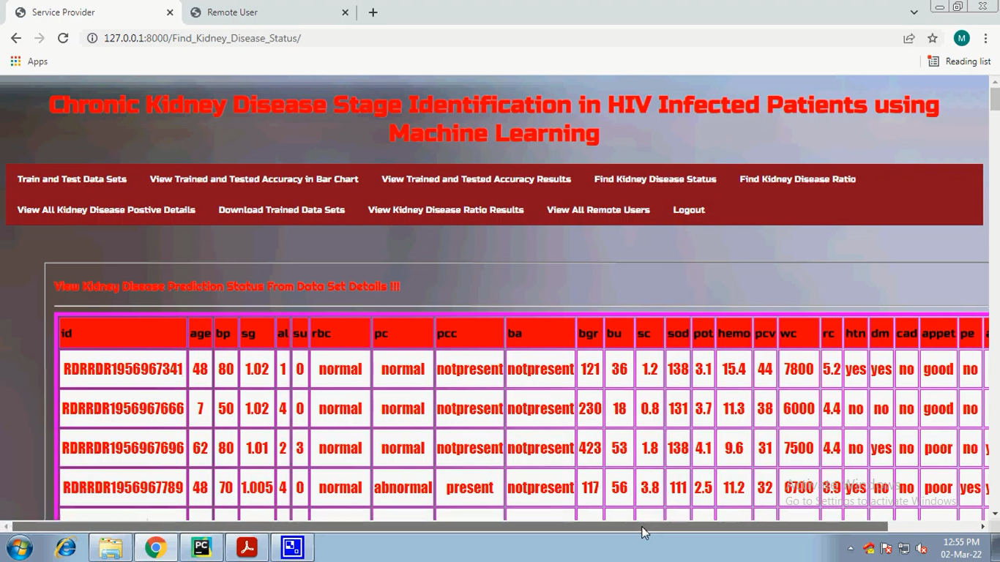 Service Provider
Remote User
127.0.0.1:8000/Find_Kidney_Disease_Status/
M
Apps
Reading list
Chronic Kidney Disease Stage Identification in HIV Infected Patients using
Machine Learning
Train and Test Data Sets View Trained and Tested Accuracy in Bar Chart View Trained and Tested Accuracy Results Find Kidney Disease Status Find Kidney Disease Ratio
View All Kidney Disease Postive Details Download Trained Data Sets View Kidney Disease Ratio Results View All Remote Users Logout
View Kidney Disease Prediction Status From Data Set Details !!!
id age bp sg al su rbc pc pcc ba bgr bu sc sod pot hemo pcv wc rc htn dm cad appet pe
RDRRDR1956967341 48 80 1.02 1 0 normal normal notpresent notpresent 121 36 1.2 138 3.1 15.4 44 7800 5.2 yes yes no good no
RDRRDR1956967666 7 50 1.02 4 0 normal normal notpresent notpresent 230 18 0.8 131 3.7 11.3 38 6000 4.4 no no no good no
RDRRDR1956967696 62 80 1.01 2 3 normal normal notpresent notpresent 423 53 1.8 138 4.1 9.6 31 7500 4.4 no yes no poor no
RDRRDR1956967789 48 70 1.005 4 0 normal abnormal present notpresent 117 56 3.8 111 2.5 11.2 32 6700 3.9 yes no no poor yes
Activate Windows
Go to Settings to activate Windows.
PC
12:55 PM
02-Mar-22